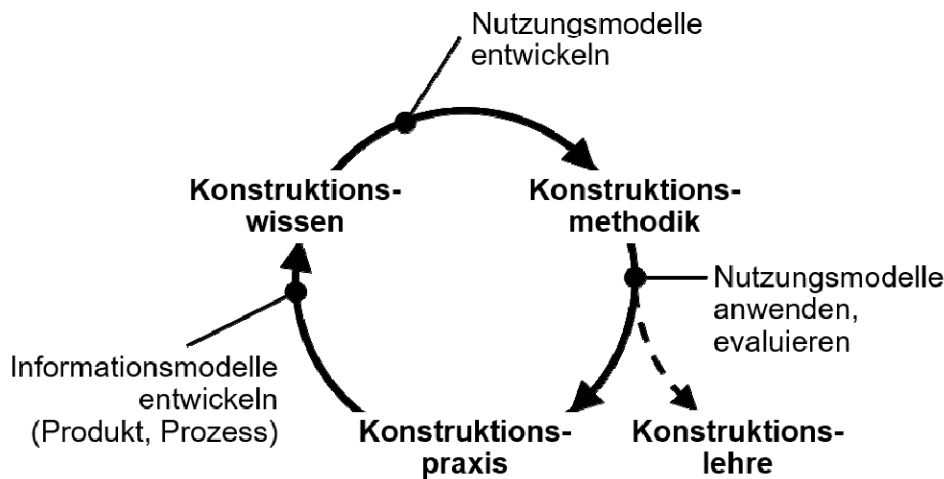 Nutzungsmodelle
entwickeln
Konstruktions-
wissen
Konstruktions-
methodik
Nutzungsmodelle
anwenden,
evaluieren
Informationsmodelle
entwickeln
(Produkt, Prozess)
Konstruktions-
praxis
Konstruktions-
lehre